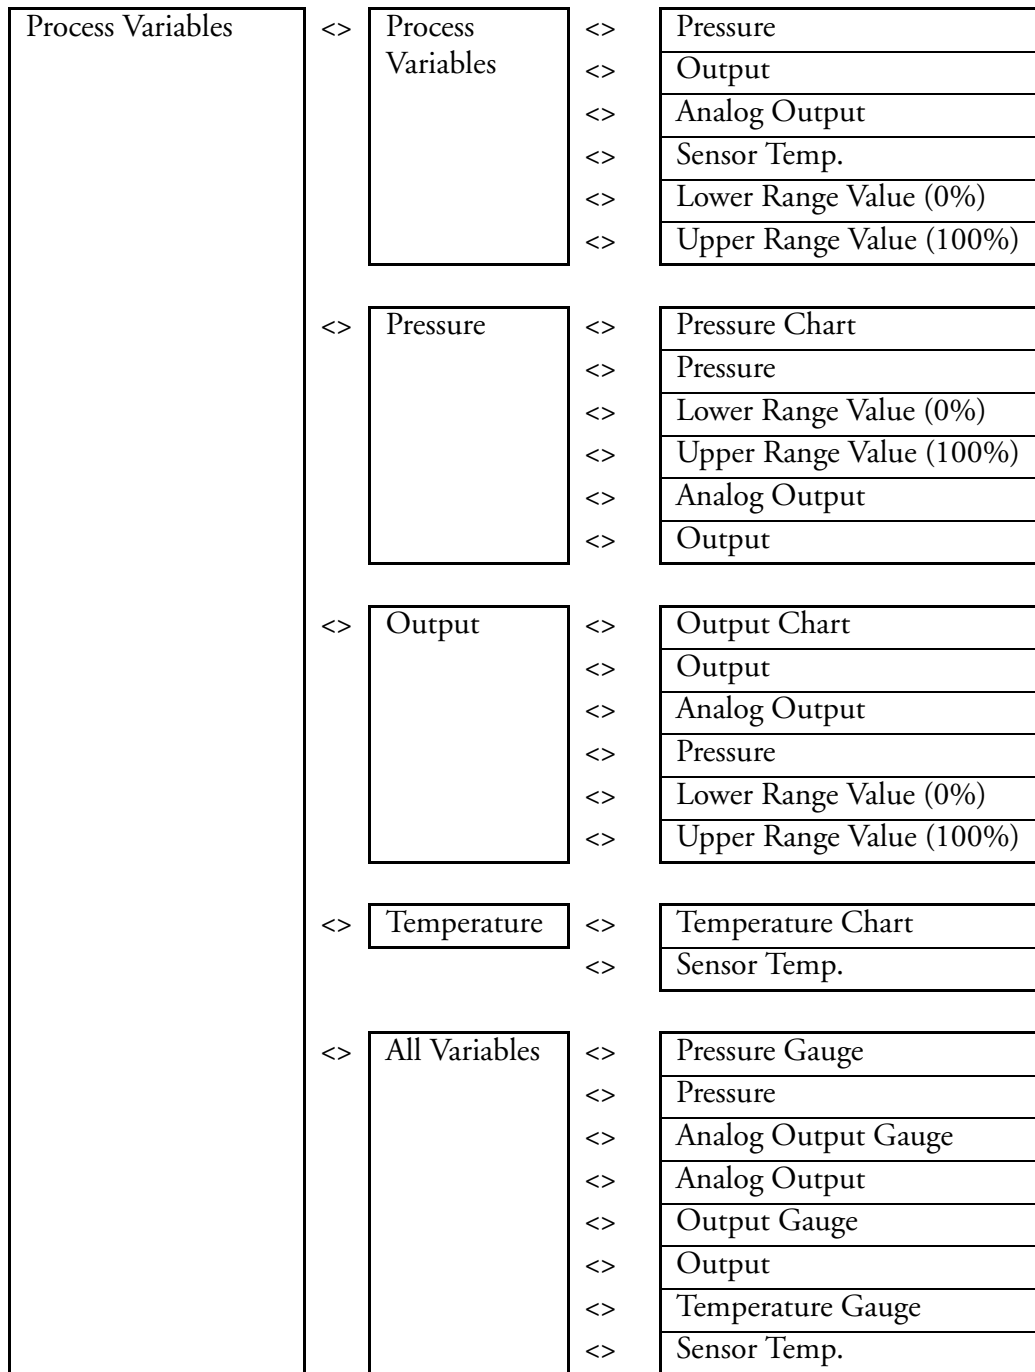 Process Variables <> Process <> Pressure
Variables <> Output
<> Analog Output
<> Sensor Temp.
<> Lower Range Value (0%)
<> Upper Range Value (100%)
<> Pressure <> Pressure Chart
<> Pressure
<> Lower Range Value (0%)
<> Upper Range Value (100%)
<> Analog Output
<> Output
<> Output <> Output Chart
<> Output
<> Analog Output
<> Pressure
<> Lower Range Value (0%)
<> Upper Range Value (100%)
<> Temperature <> Temperature Chart
<> Sensor Temp.
<> All Variables <> Pressure Gauge
<> Pressure
<> Analog Output Gauge
<> Analog Output
<> Output Gauge
<> Output
<> Temperature Gauge
<> Sensor Temp.